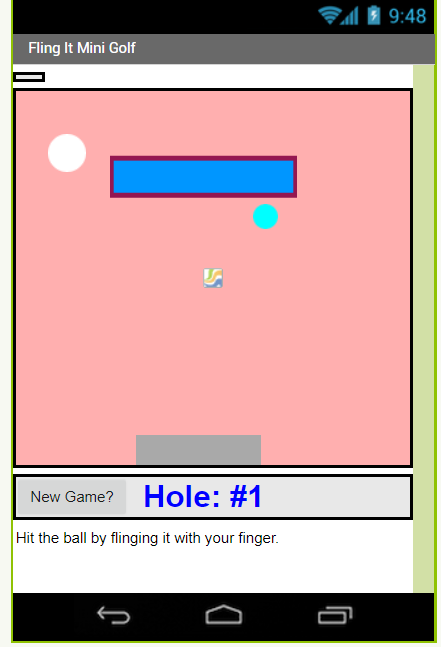 9:48
Fling It Mini Golf
New Game?
Hole: #1
Hit the ball by flinging it with your finger.